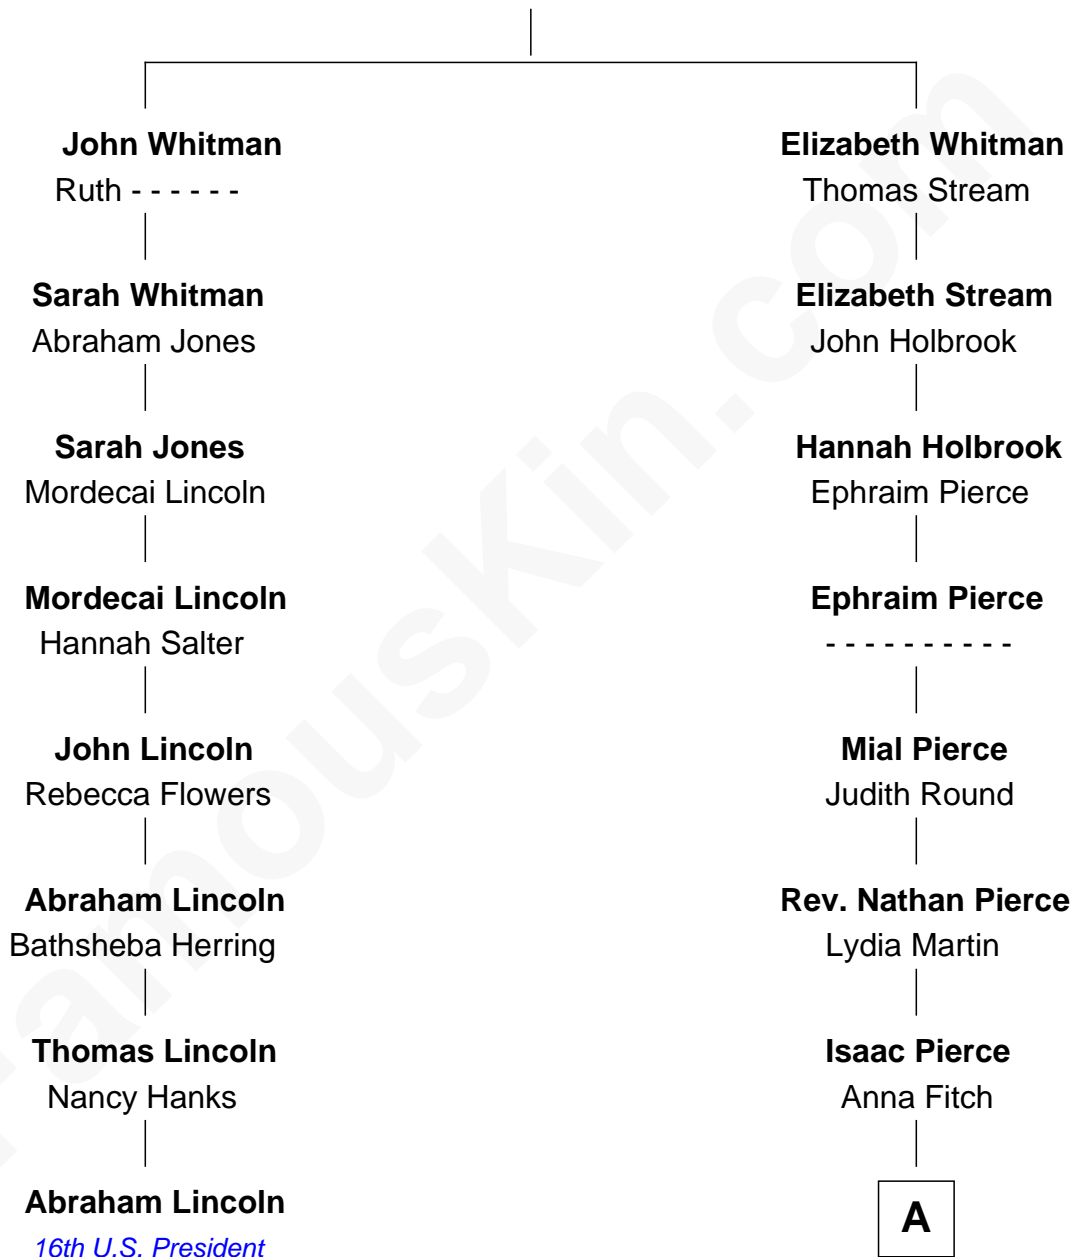 John Whitman
Ruth - - - - - -
Sarah Whitman
Abraham Jones
Sarah Jones
Mordecai Lincoln
Mordecai Lincoln
Hannah Salter
John Lincoln
Rebecca Flowers
Abraham Lincoln
Bathsheba Herring
Thomas Lincoln
Nancy Hanks
Abraham Lincoln
16th U.S. President
Elizabeth Whitman
Thomas Stream
Elizabeth Stream
John Holbrook
Hannah Holbrook
Ephraim Pierce
Ephraim Pierce
- - - - - - - - - -
Mial Pierce
Judith Round
Rev. Nathan Pierce
Lydia Martin
Isaac Pierce
Anna Fitch
A
FamousKin.com